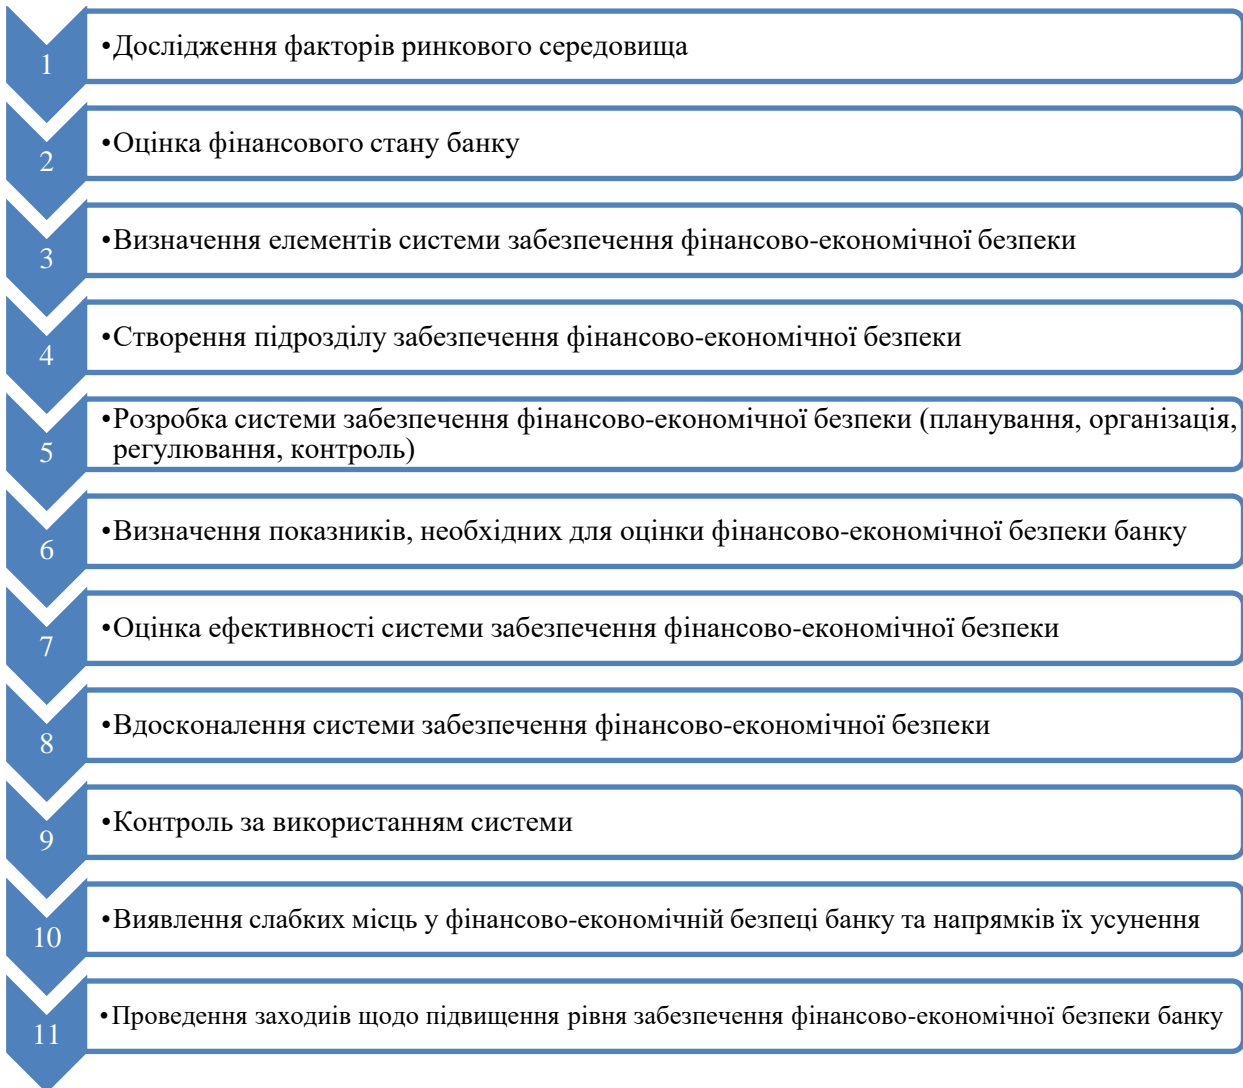 1
•Дослідження факторів ринкового середовища
2
•Оцінка фінансового стану банку
3
•Визначення елементів системи забезпечення фінансово-економічної безпеки
4
•Створення підрозділу забезпечення фінансово-економічної безпеки
5
•Розробка системи забезпечення фінансово-економічної безпеки (планування, організація,
регулювання, контроль)
6
•Визначення показників, необхідних для оцінки фінансово-економічної безпеки банку
7
•Оцінка ефективності системи забезпечення фінансово-економічної безпеки
8
•Вдосконалення системи забезпечення фінансово-економічної безпеки
9
•Контроль за використанням системи
10
•Виявлення слабких місць у фінансово-економічній безпеці банку та напрямків їх усунення
11
•Проведення заходиів щодо підвищення рівня забезпечення фінансово-економічної безпеки банку